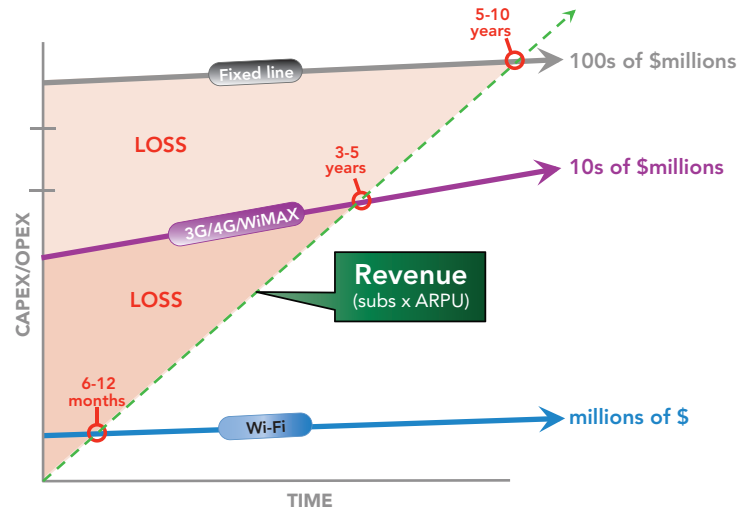 5-10
years
Fixed line
100s of $millions
LOSS
3-5
years
10s of $millions
3G/4G/WiMAX
CAPEX/OPEX
Revenue
(subs x ARPU)
LOSS
6-12
months
Wi-Fi
millions of $
TIME